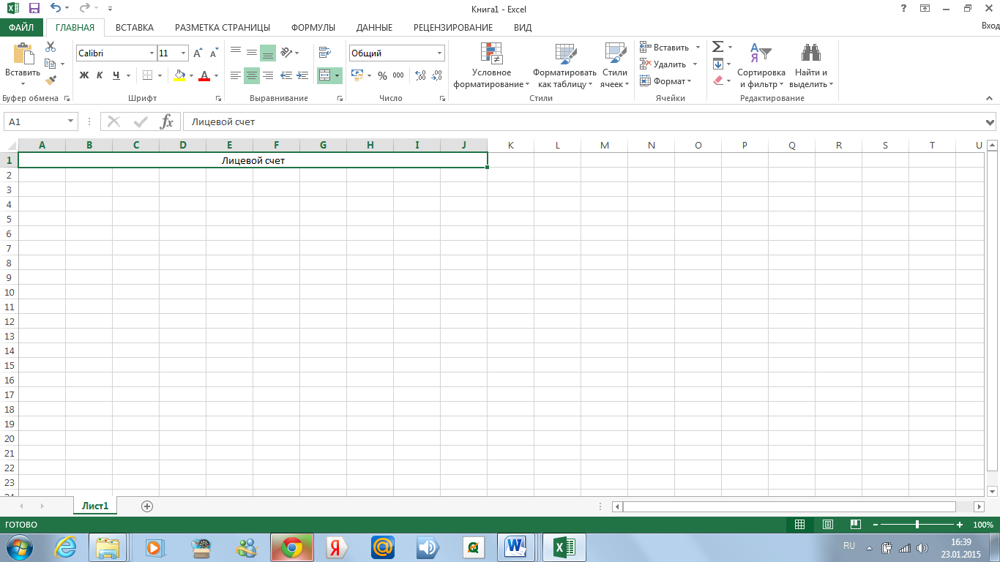 Книга1 - Excel
ФАЙЛ ГЛАВНАЯ ВСТАВКА РАЗМЕТКА СТРАНИЦЫ ФОРМУЛЫ ДАННЫЕ РЕЦЕНЗИРОВАНИЕ ВИД Вход
Calibri 11 Общий
Вставить
Ж К Ч А % 000
Условное форматирование
Форматировать как таблицу
Стили ячеек
Вставить
Удалить
Формат
Сортировка и фильтр
Найти и выделить
Буфер обмена Шрифт Выравнивание Число Стили Ячейки Редактирование
A1 fx Лицевой счет
A B C D E F G H I J K L M N O P Q R S T U
1 Лицевой счет
2
3
4
5
6
7
8
9
10
11
12
13
14
15
16
17
18
19
20
21
22
23
24
Лист1
ГОТОВО 100%
RU 16:39
23.01.2015